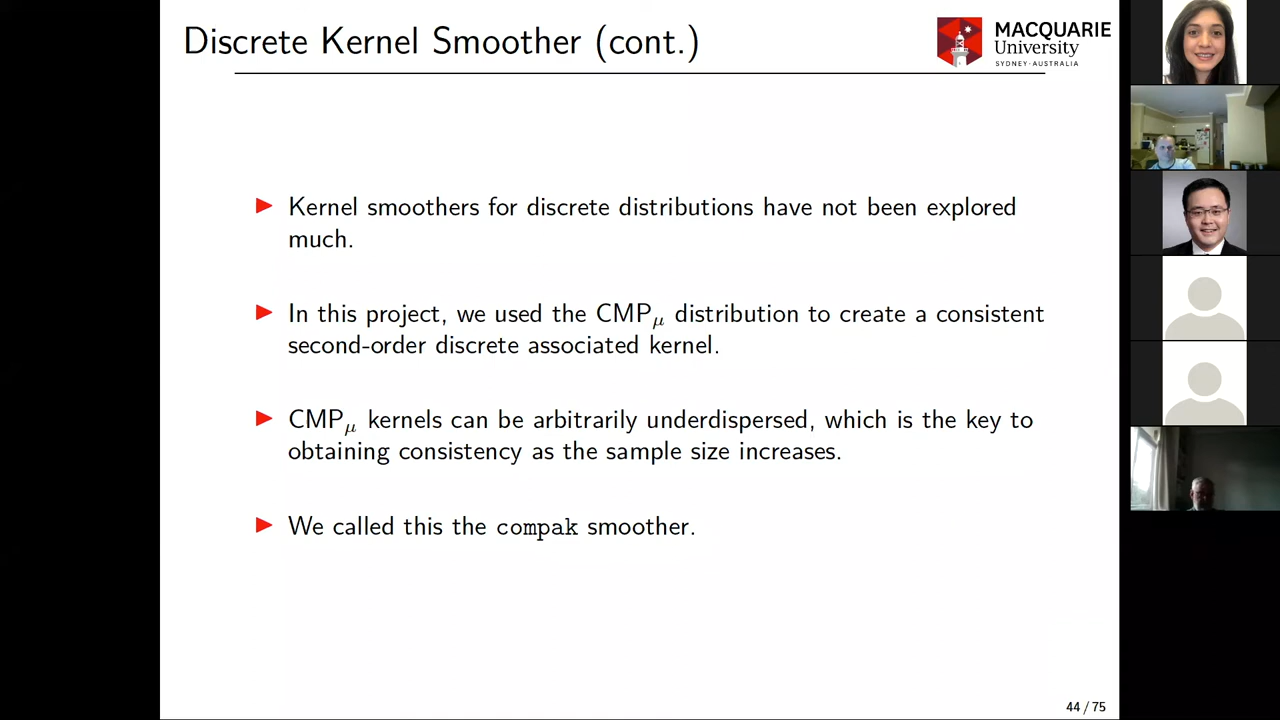 Discrete Kernel Smoother (cont.)
MACQUARIE
University
SYDNEY · AUSTRALIA
Kernel smoothers for discrete distributions have not been explored
much.
In this project, we used the CMPμ distribution to create a consistent
second-order discrete associated kernel.
CMPμ kernels can be arbitrarily underdispersed, which is the key to
obtaining consistency as the sample size increases.
We called this the compak smoother.
44 / 75